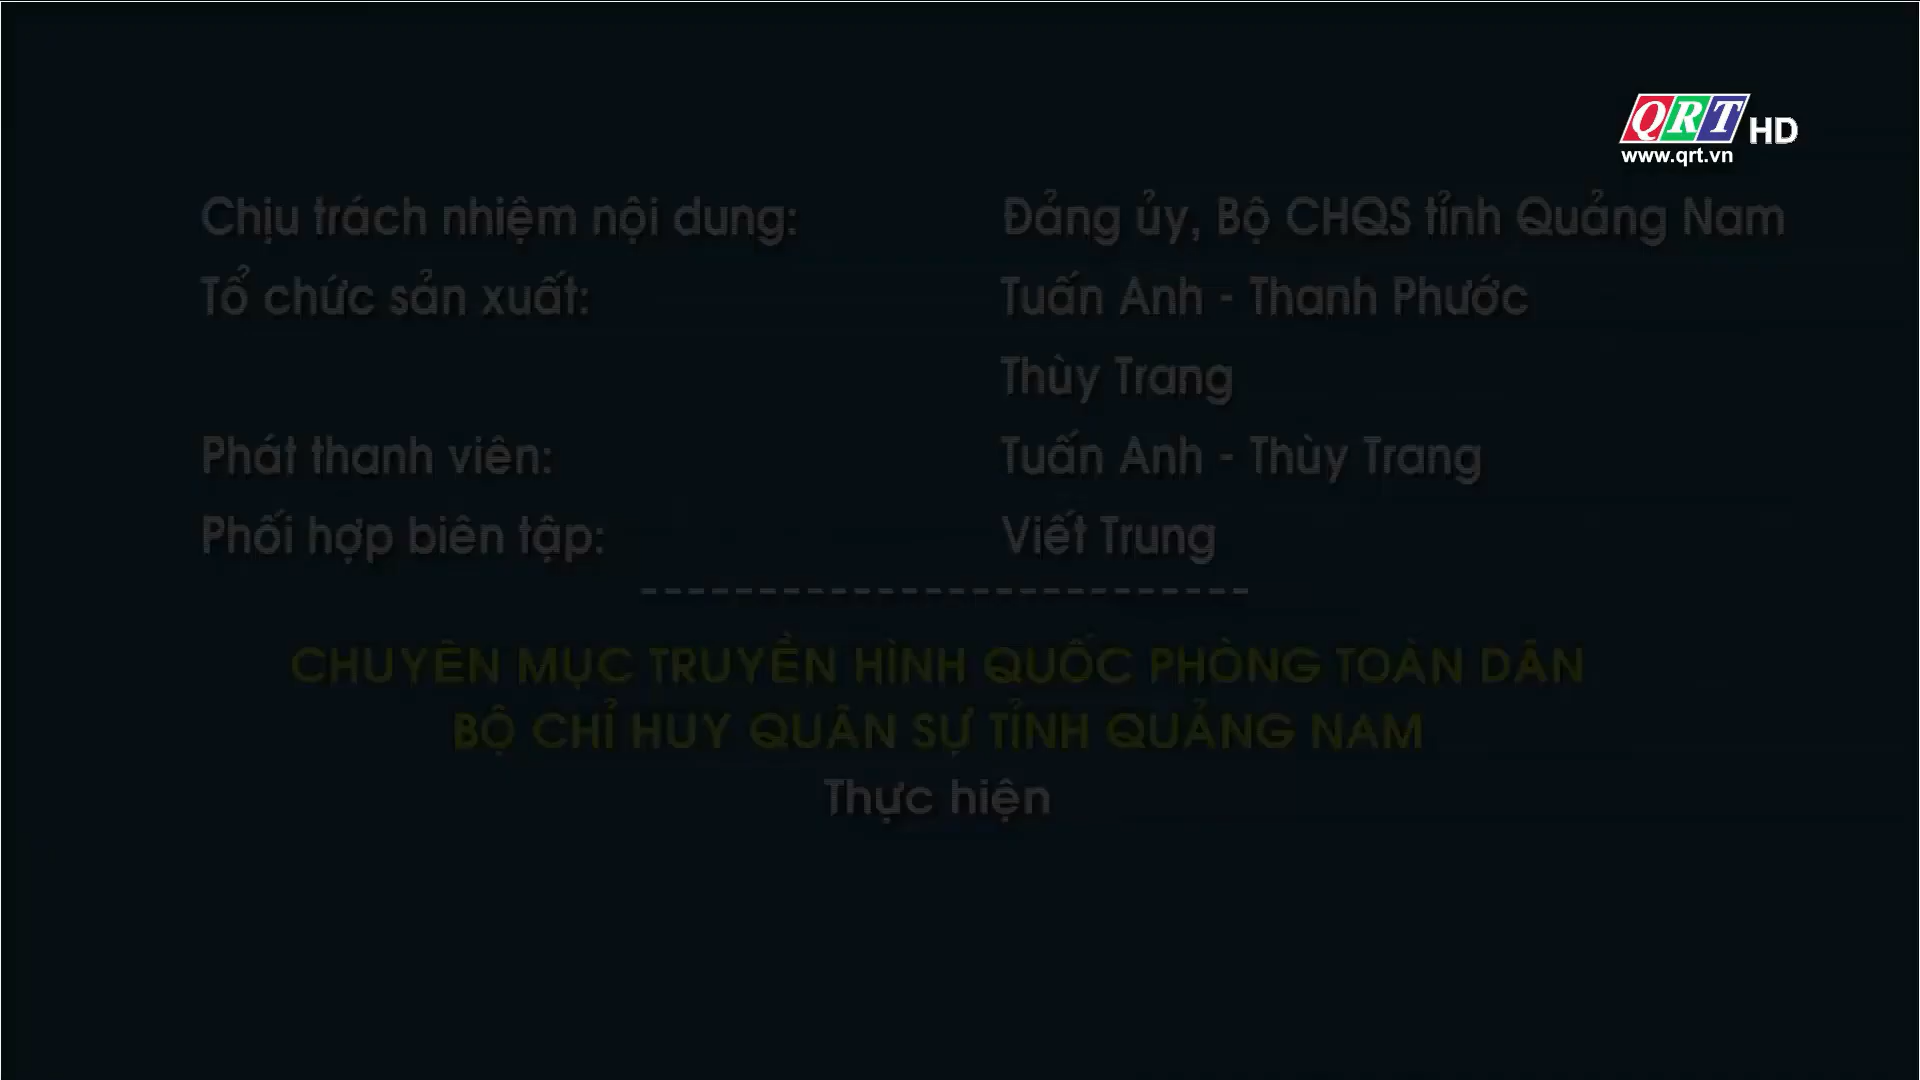 QRT HD
www.qrt.vn
Chịu trách nhiệm nội dung: Đảng ủy, Bộ CHQS tỉnh Quảng Nam
Tổ chức sản xuất: Tuấn Anh - Thanh Phước
Thùy Trang
Phát thanh viên: Tuấn Anh - Thùy Trang
Phối hợp biên tập: Viết Trung
--------------------------
CHUYÊN MỤC TRUYỀN HÌNH QUỐC PHÒNG TOÀN DÂN
BỘ CHỈ HUY QUÂN SỰ TỈNH QUẢNG NAM
Thực hiện